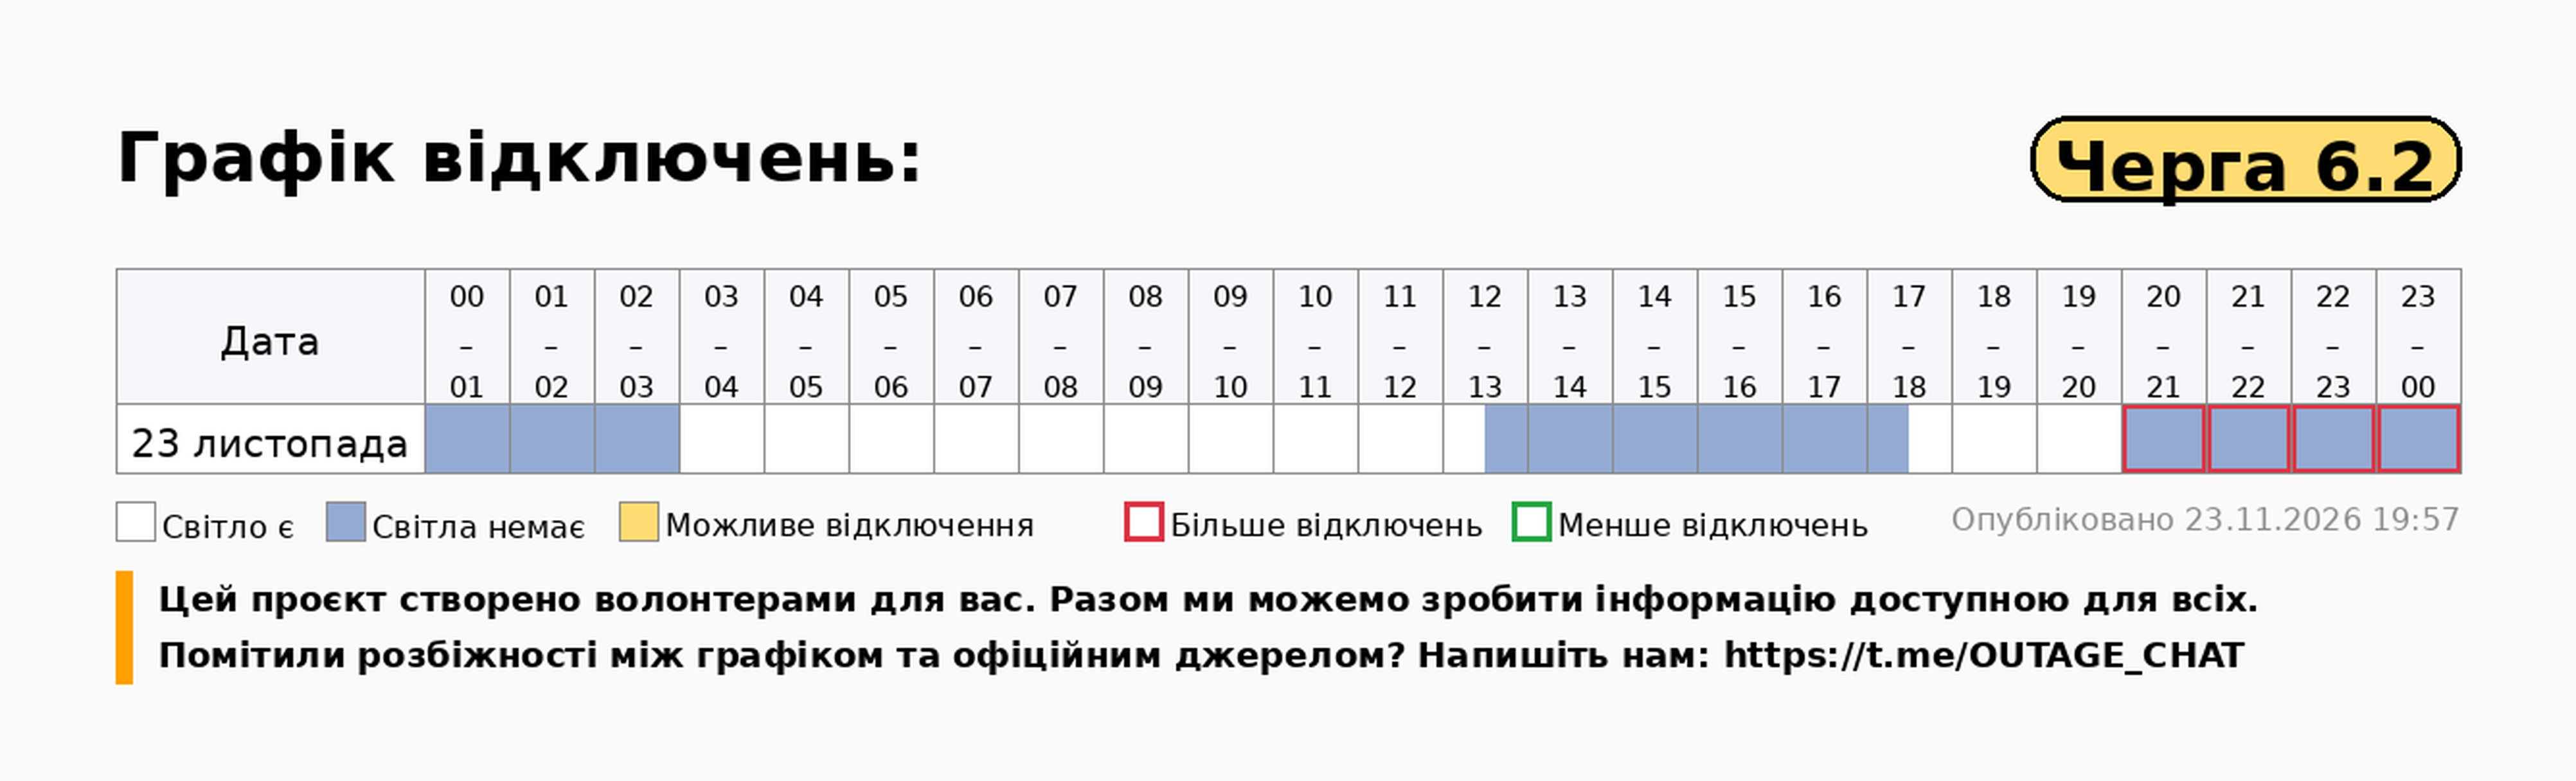 Графік відключень:
Черга 6.2
Дата
00 – 01
01 – 02
02 – 03
03 – 04
04 – 05
05 – 06
06 – 07
07 – 08
08 – 09
09 – 10
10 – 11
11 – 12
12 – 13
13 – 14
14 – 15
15 – 16
16 – 17
17 – 18
18 – 19
19 – 20
20 – 21
21 – 22
22 – 23
23 – 00
23 листопада
Світло є
Світла немає
Можливе відключення
Більше відключень
Менше відключень
Опубліковано 23.11.2026 19:57
Цей проєкт створено волонтерами для вас. Разом ми можемо зробити інформацію доступною для всіх.
Помітили розбіжності між графіком та офіційним джерелом? Напишіть нам: https://t.me/OUTAGE_CHAT